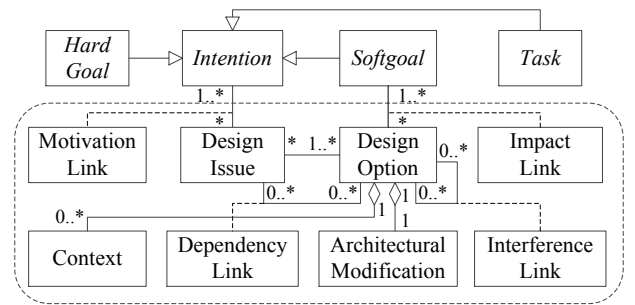 Hard
Goal
Intention
Softgoal
Task
1..*
1..*
*
*
Motivation
Link
Design
Issue
*
1..*
Design
Option
0..*
Impact
Link
0..*
0..*
0..*
0..*
1
1
1
Context
Dependency
Link
Architectural
Modification
Interference
Link